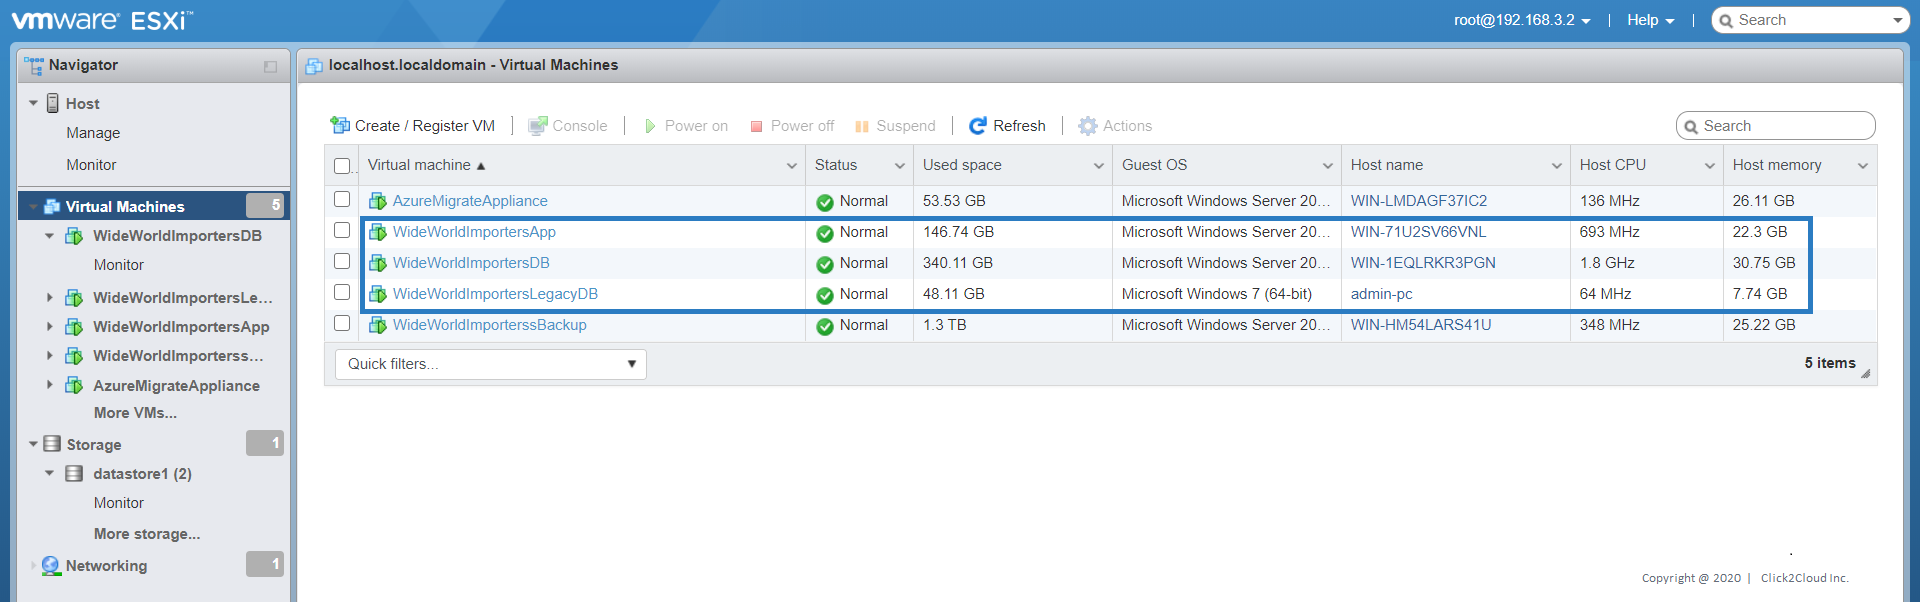 vmware ESXi™
root@192.168.3.2 | Help | Search
Navigator
Host
Manage
Monitor
Virtual Machines 5
WideWorldImportersDB
Monitor
WideWorldImportersLe...
WideWorldImportersApp
WideWorldImporterss...
AzureMigrateAppliance
More VMs...
Storage 1
datastore1 (2)
Monitor
More storage...
Networking 1
localhost.localdomain - Virtual Machines
Create / Register VM | Console | Power on Power off Suspend | Refresh | Actions
Search
Virtual machine ▲ Status Used space Guest OS Host name Host CPU Host memory
AzureMigrateAppliance Normal 53.53 GB Microsoft Windows Server 20... WIN-LMDAGF37IC2 136 MHz 26.11 GB
WideWorldImportersApp Normal 146.74 GB Microsoft Windows Server 20... WIN-71U2SV66VNL 693 MHz 22.3 GB
WideWorldImportersDB Normal 340.11 GB Microsoft Windows Server 20... WIN-1EQLRKR3PGN 1.8 GHz 30.75 GB
WideWorldImportersLegacyDB Normal 48.11 GB Microsoft Windows 7 (64-bit) admin-pc 64 MHz 7.74 GB
WideWorldImporterssBackup Normal 1.3 TB Microsoft Windows Server 20... WIN-HM54LARS41U 348 MHz 25.22 GB
Quick filters...
5 items
Copyright @ 2020 | Click2Cloud Inc.